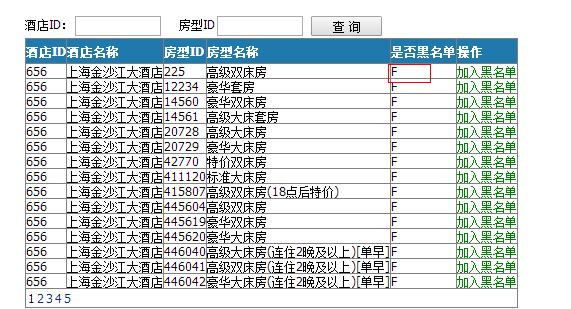 酒店ID: 房型ID 查 询
酒店ID 酒店名称 房型ID 房型名称 是否黑名单 操作
656 上海金沙江大酒店 225 高级双床房 F 加入黑名单
656 上海金沙江大酒店 12234 豪华套房 F 加入黑名单
656 上海金沙江大酒店 14560 豪华双床房 F 加入黑名单
656 上海金沙江大酒店 14561 高级大床套房 F 加入黑名单
656 上海金沙江大酒店 20728 高级大床房 F 加入黑名单
656 上海金沙江大酒店 20729 豪华大床房 F 加入黑名单
656 上海金沙江大酒店 42770 特价双床房 F 加入黑名单
656 上海金沙江大酒店 411120 标准大床房 F 加入黑名单
656 上海金沙江大酒店 415807 高级双床房(18点后特价) F 加入黑名单
656 上海金沙江大酒店 445604 高级双床房 F 加入黑名单
656 上海金沙江大酒店 445619 豪华双床房 F 加入黑名单
656 上海金沙江大酒店 445620 豪华大床房 F 加入黑名单
656 上海金沙江大酒店 446040 高级大床房(连住2晚及以上)[单早] F 加入黑名单
656 上海金沙江大酒店 446041 高级双床房(连住2晚及以上)[单早] F 加入黑名单
656 上海金沙江大酒店 446042 豪华大床房(连住2晚及以上)[单早] F 加入黑名单
1 2 3 4 5